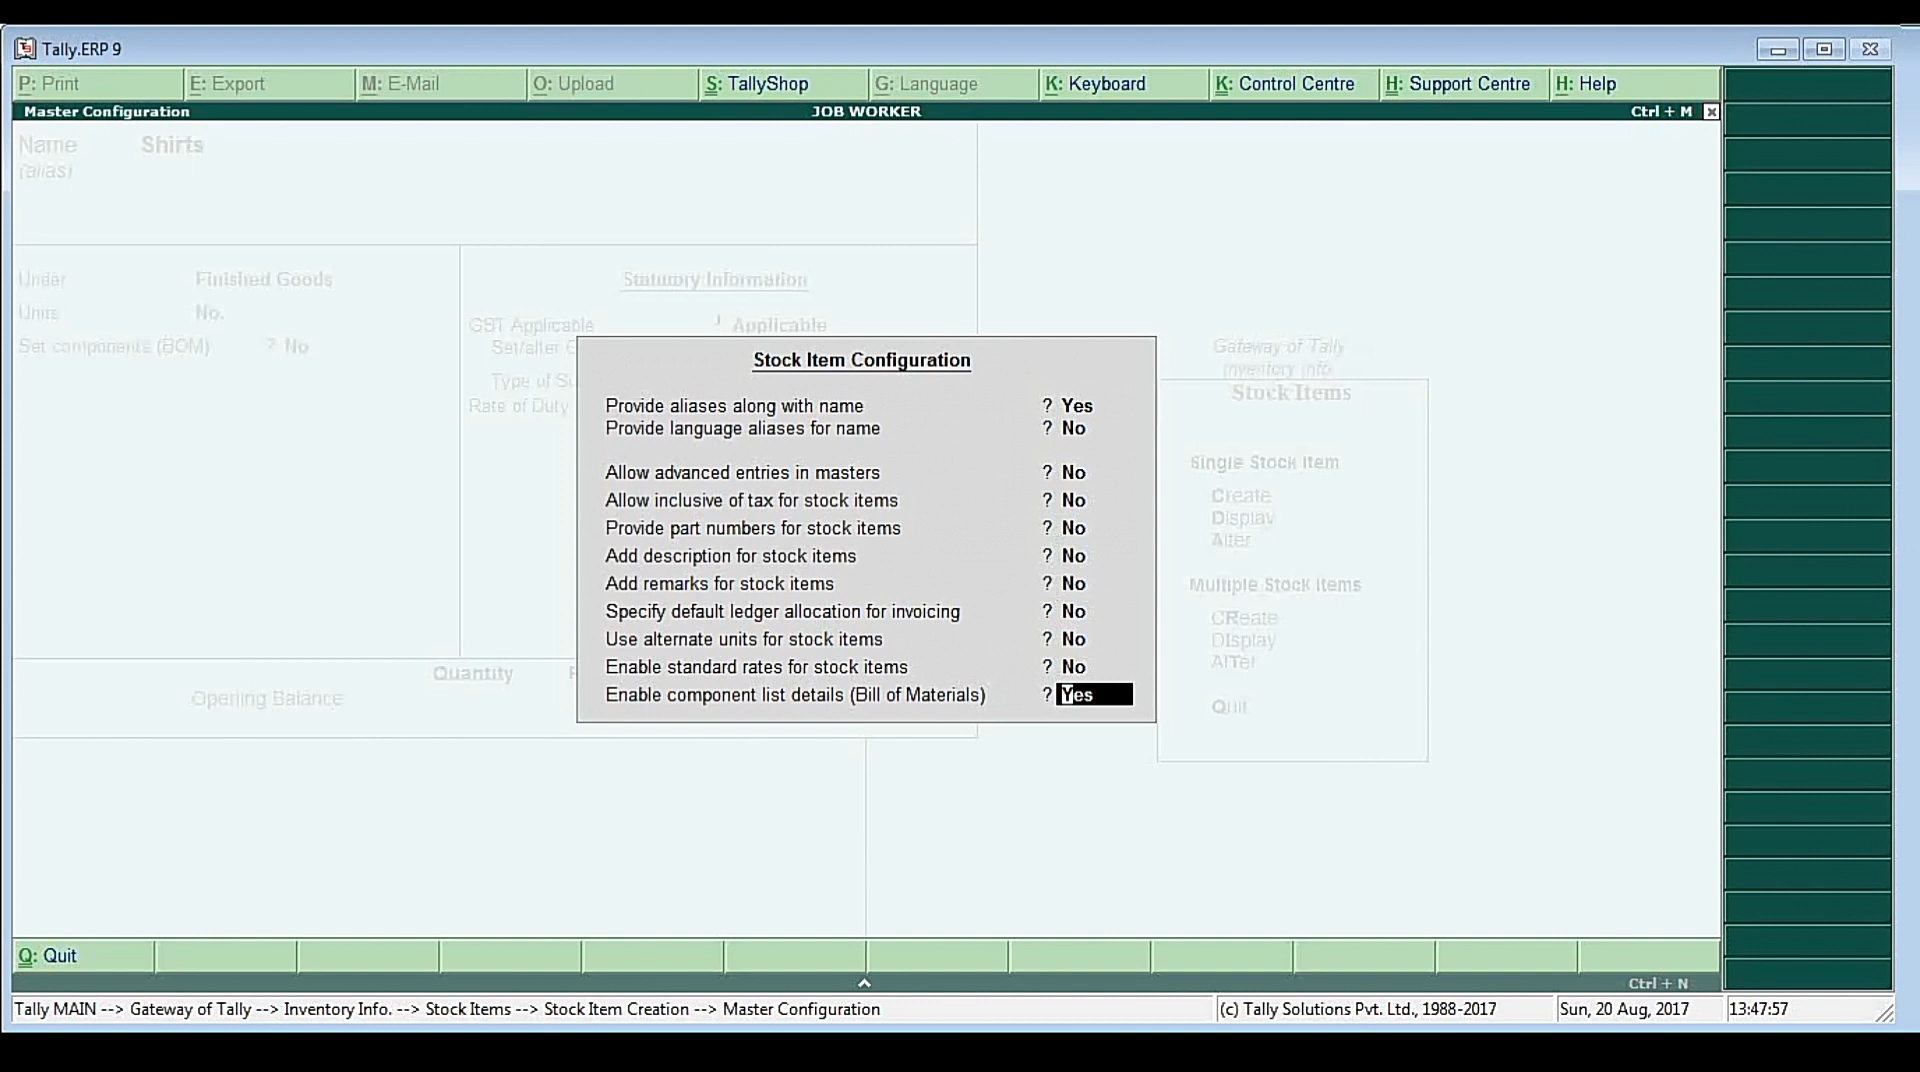 Tally.ERP 9
P: Print E: Export M: E-Mail O: Upload S: TallyShop G: Language K: Keyboard K: Control Centre H: Support Centre H: Help
Master Configuration JOB WORKER Ctrl + M
Name Shirts
(alias)
Under Finished Goods Statutory Information
Units No.
GST Applicable Applicable
Set components (BOM) ? No
Set/alter
Type of Su
Rate of Duty
Stock Item Configuration
Provide aliases along with name ? Yes
Provide language aliases for name ? No
Allow advanced entries in masters ? No
Allow inclusive of tax for stock items ? No
Provide part numbers for stock items ? No
Add description for stock items ? No
Add remarks for stock items ? No
Specify default ledger allocation for invoicing ? No
Use alternate units for stock items ? No
Enable standard rates for stock items ? No
Enable component list details (Bill of Materials) ? Yes
Gateway of Tally
Inventory Info.
Stock Items
Single Stock Item
Create
Display
Alter
Multiple Stock Items
CReate
DIsplay
AlTer
Quit
Quantity
Opening Balance
Q: Quit
Ctrl + N
Tally MAIN --> Gateway of Tally --> Inventory Info. --> Stock Items --> Stock Item Creation --> Master Configuration (c) Tally Solutions Pvt. Ltd., 1988-2017 Sun, 20 Aug, 2017 13:47:57